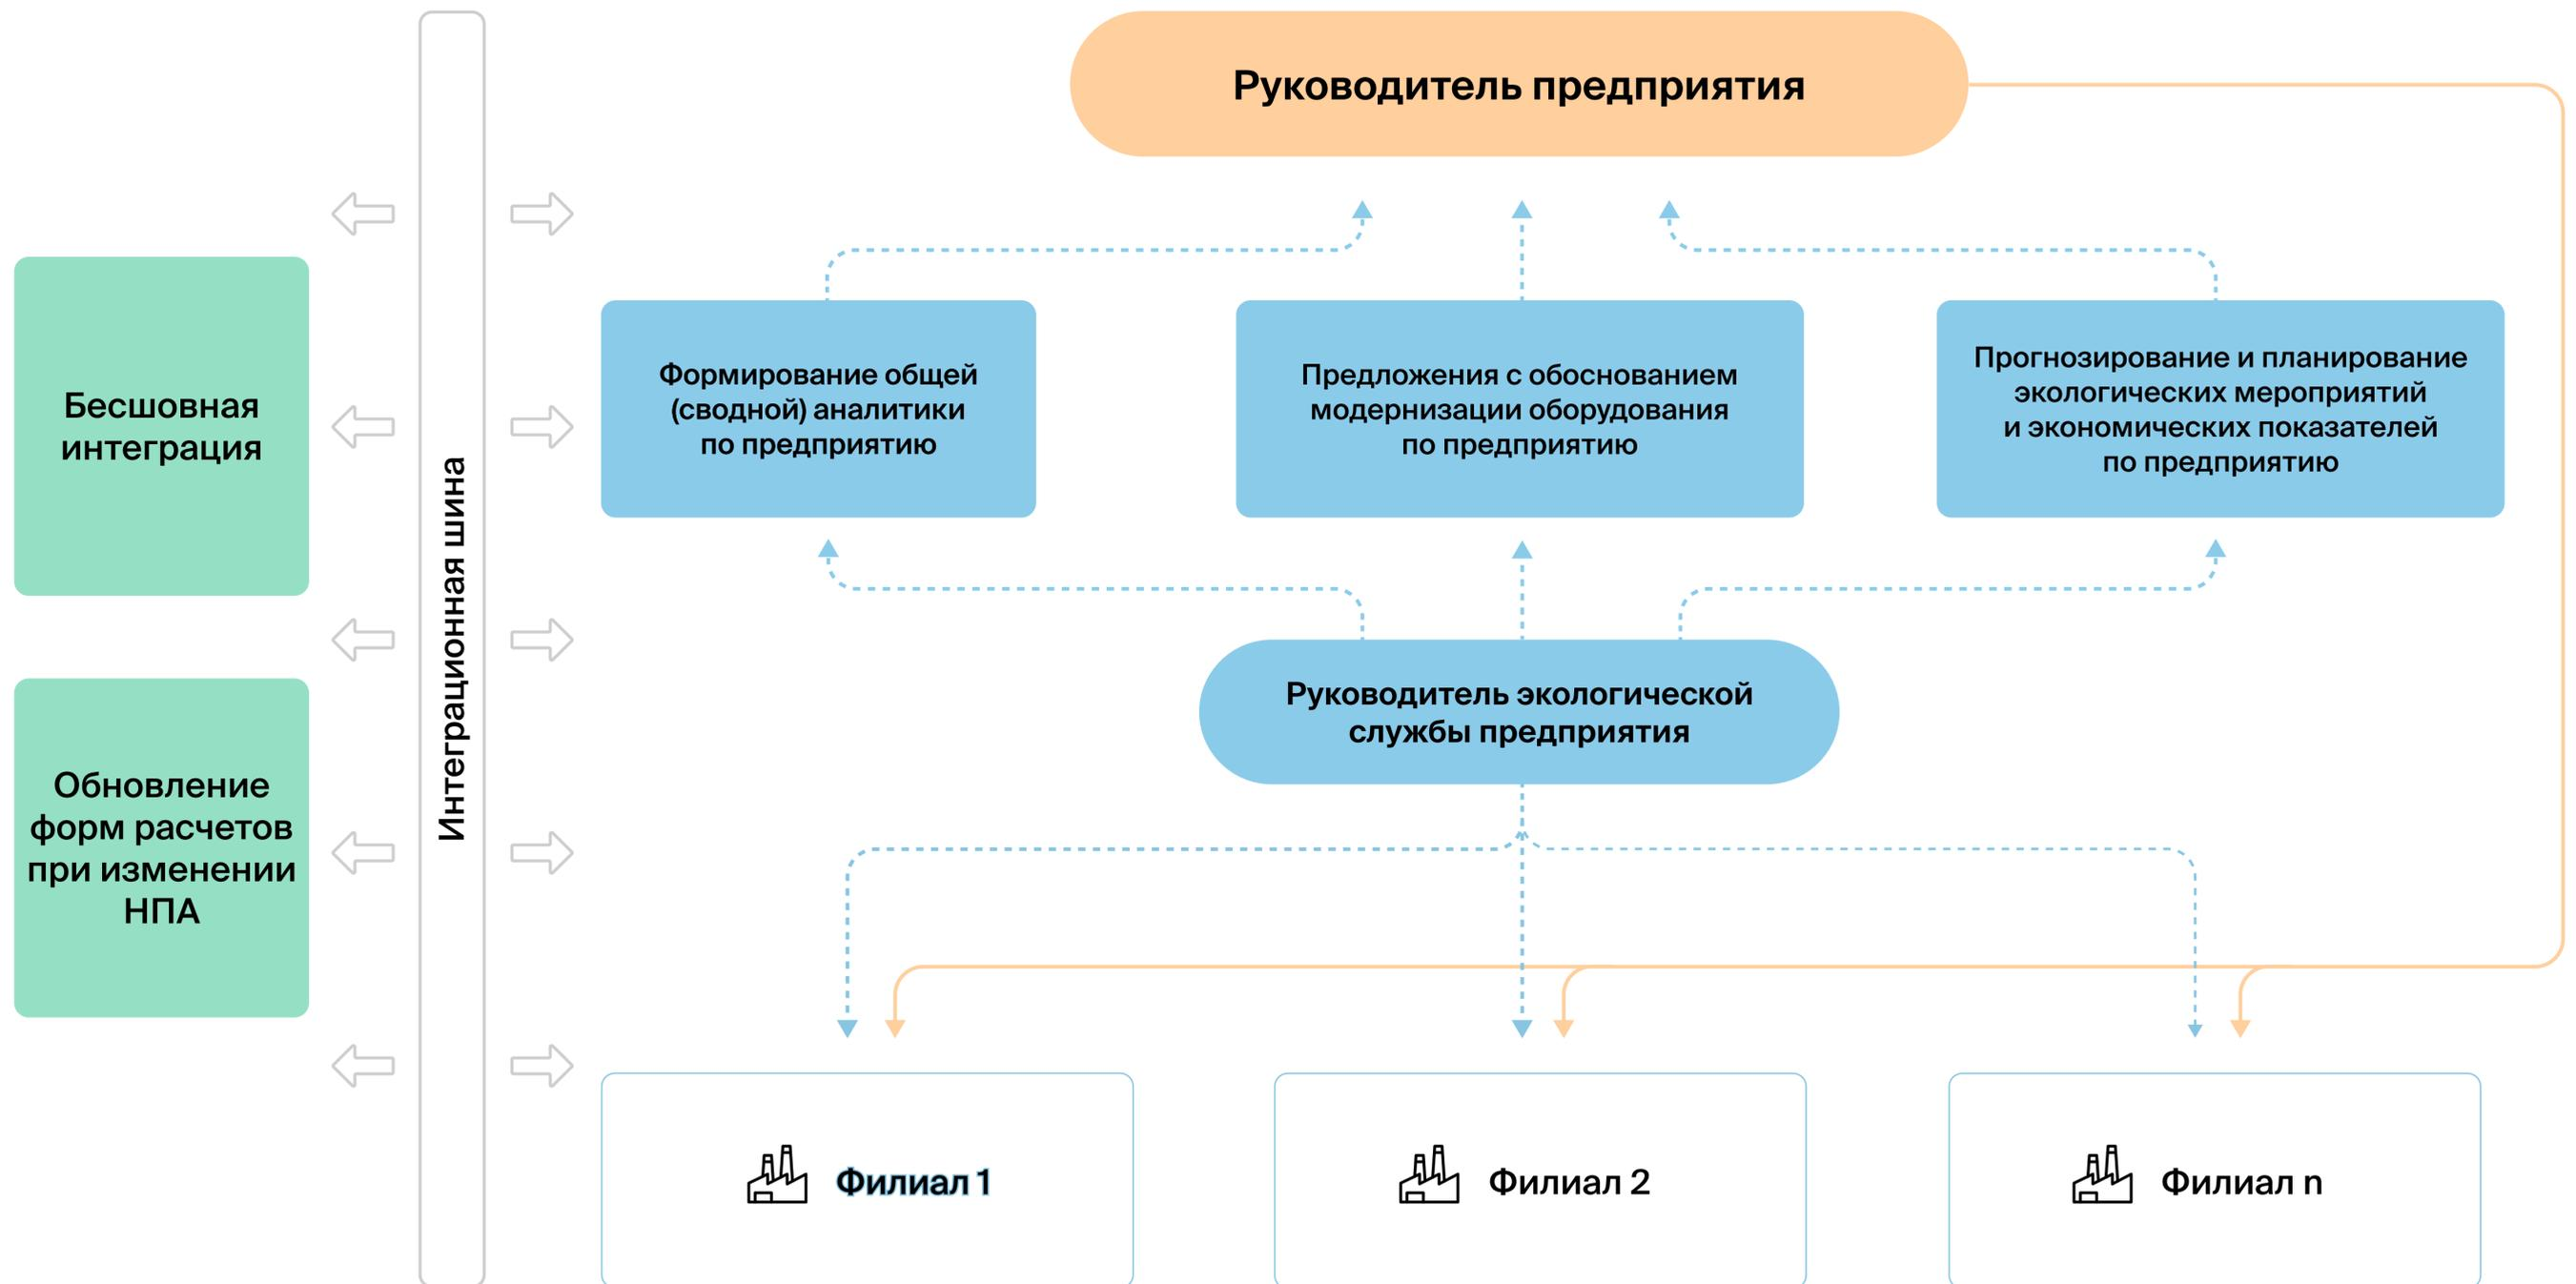 Руководитель предприятия
Бесшовная
интеграция
Обновление
форм расчетов
при изменении
НПА
Интеграционная шина
Формирование общей
(сводной) аналитики
по предприятию
Предложения с обоснованием
модернизации оборудования
по предприятию
Прогнозирование и планирование
экологических мероприятий
и экономических показателей
по предприятию
Руководитель экологической
службы предприятия
Филиал 1
Филиал 2
Филиал n